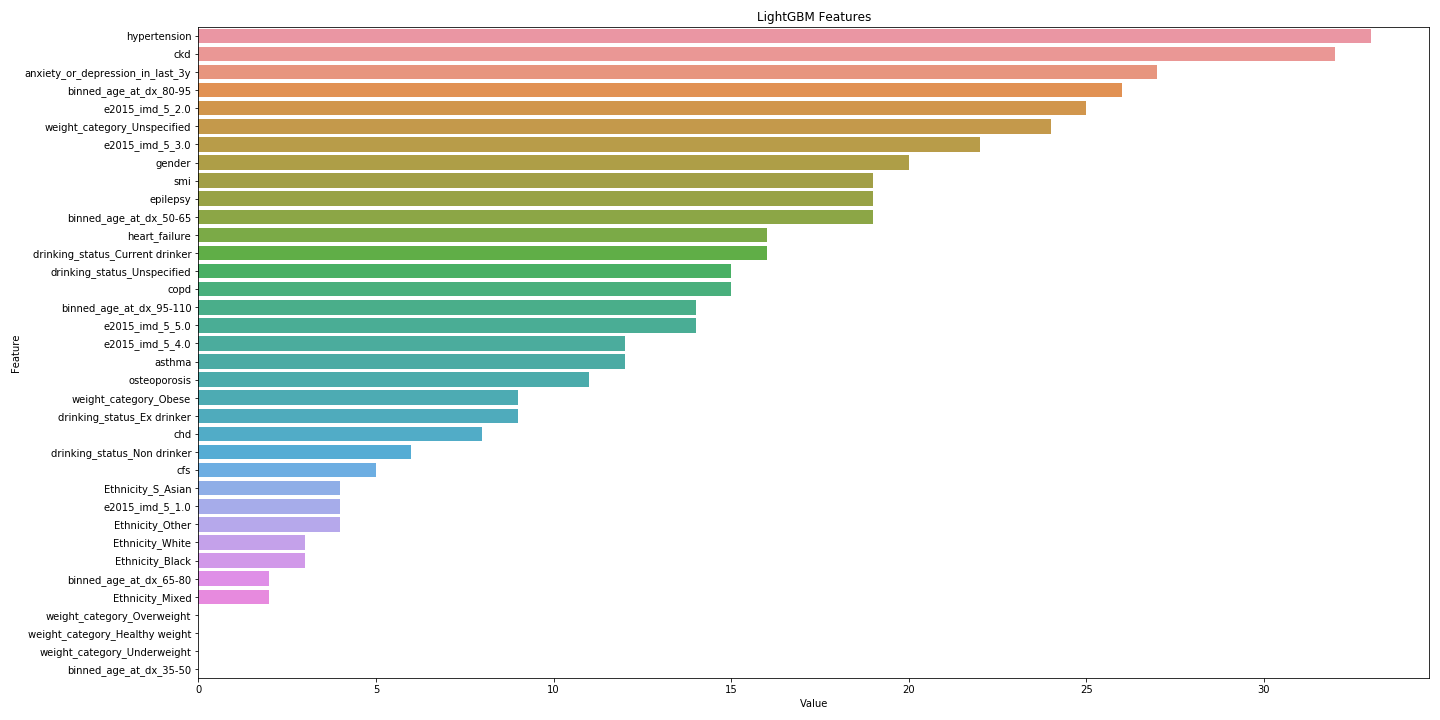 LightGBM Features
hypertension
ckd
anxiety_or_depression_in_last_3y
binned_age_at_dx_80-95
e2015_imd_5_2.0
weight_category_Unspecified
e2015_imd_5_3.0
gender
smi
epilepsy
binned_age_at_dx_50-65
heart_failure
drinking_status_Current drinker
drinking_status_Unspecified
copd
binned_age_at_dx_95-110
e2015_imd_5_5.0
e2015_imd_5_4.0
asthma
osteoporosis
weight_category_Obese
drinking_status_Ex drinker
chd
drinking_status_Non drinker
cfs
Ethnicity_S_Asian
e2015_imd_5_1.0
Ethnicity_Other
Ethnicity_White
Ethnicity_Black
binned_age_at_dx_65-80
Ethnicity_Mixed
weight_category_Overweight
weight_category_Healthy weight
weight_category_Underweight
binned_age_at_dx_35-50
Feature
0 5 10 15 20 25 30
Value